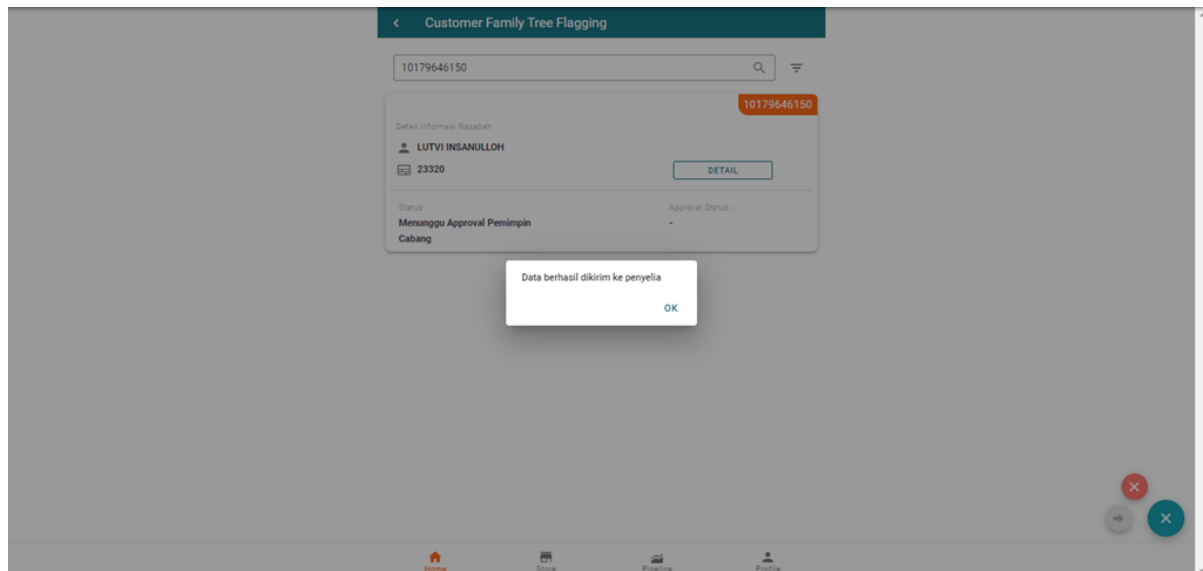 Customer Family Tree Flagging
10179646150
10179646150
Detail Informasi Nasabah
LUTVI INSANULLOH
23320
DETAIL
Status :
Approval Status :
Menunggu Approval Pemimpin
-
Cabang
Data berhasil dikirim ke penyelia
OK
Home
Store
Pipeline
Profile